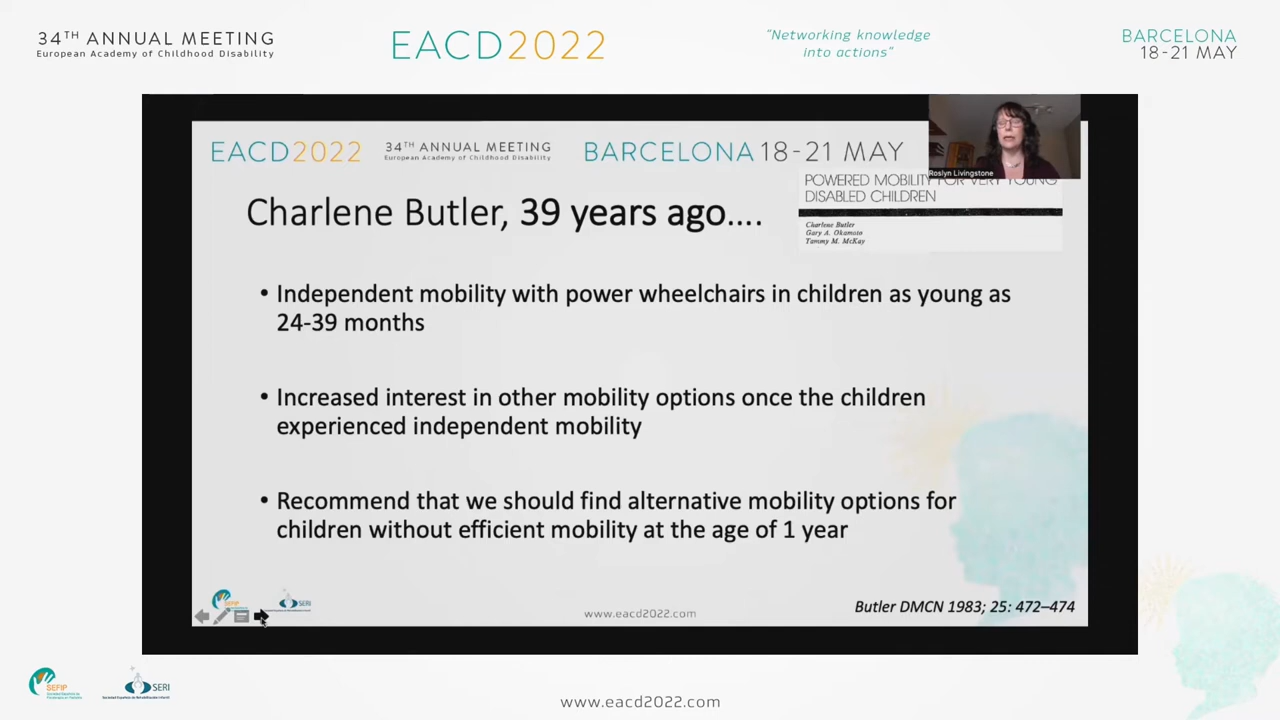 34TH ANNUAL MEETING
European Academy of Childhood Disability
EACD2022
"Networking knowledge
into actions"
BARCELONA
18-21 MAY
EACD2022
34TH ANNUAL MEETING
European Academy of Childhood Disability
BARCELONA 18-21 MAY
Roslyn Livingstone
POWERED MOBILITY FOR VERY YOUNG
DISABLED CHILDREN
Charlene Butler
Gary A. Okamoto
Tammy M. McKay
Charlene Butler, 39 years ago....
• Independent mobility with power wheelchairs in children as young as
24-39 months
• Increased interest in other mobility options once the children
experienced independent mobility
• Recommend that we should find alternative mobility options for
children without efficient mobility at the age of 1 year
SEFIP
SERI
www.eacd2022.com
Butler DMCN 1983; 25: 472–474
SEFIP
SERI
www.eacd2022.com